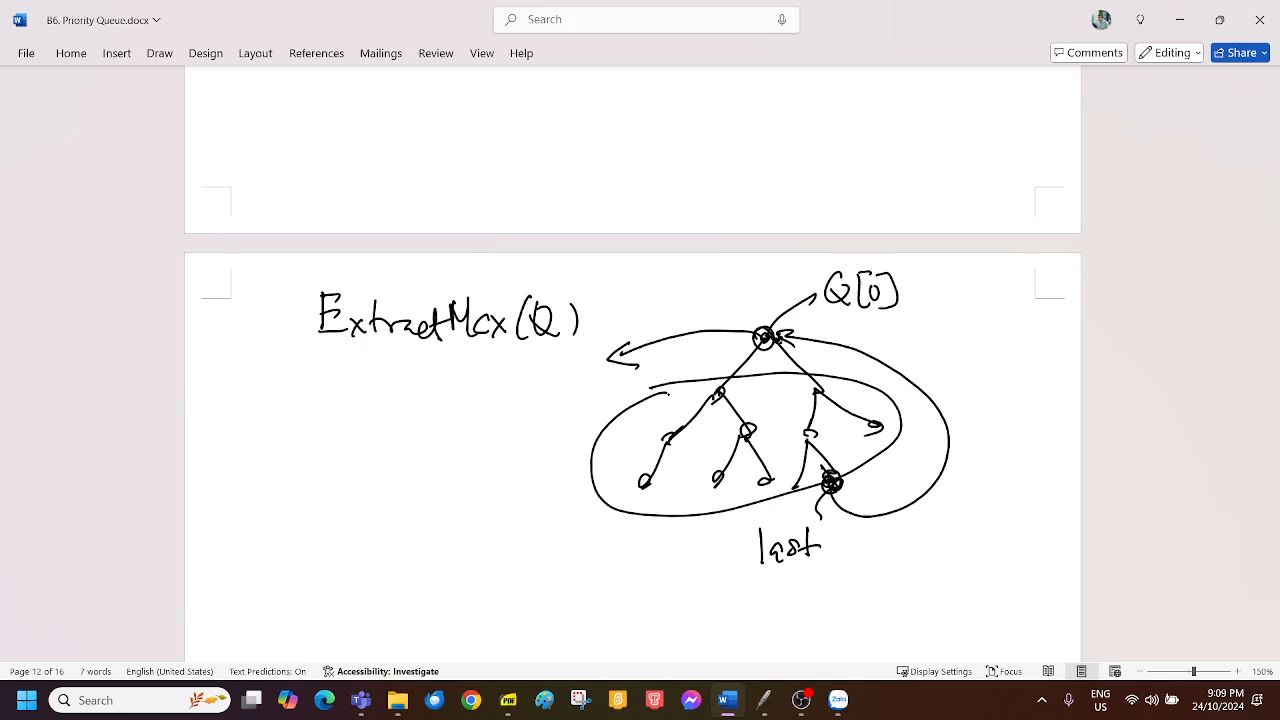 B6. Priority Queue.docx
Search
File Home Insert Draw Design Layout References Mailings Review View Help
Comments Editing Share
Q[0]
ExtractMax(Q)
last
Page 12 of 16 7 words English (United States) Text Predictions: On Accessibility: Investigate Display Settings Focus 150%
Search PDF Zalo ENG US 9:09 PM 24/10/2024